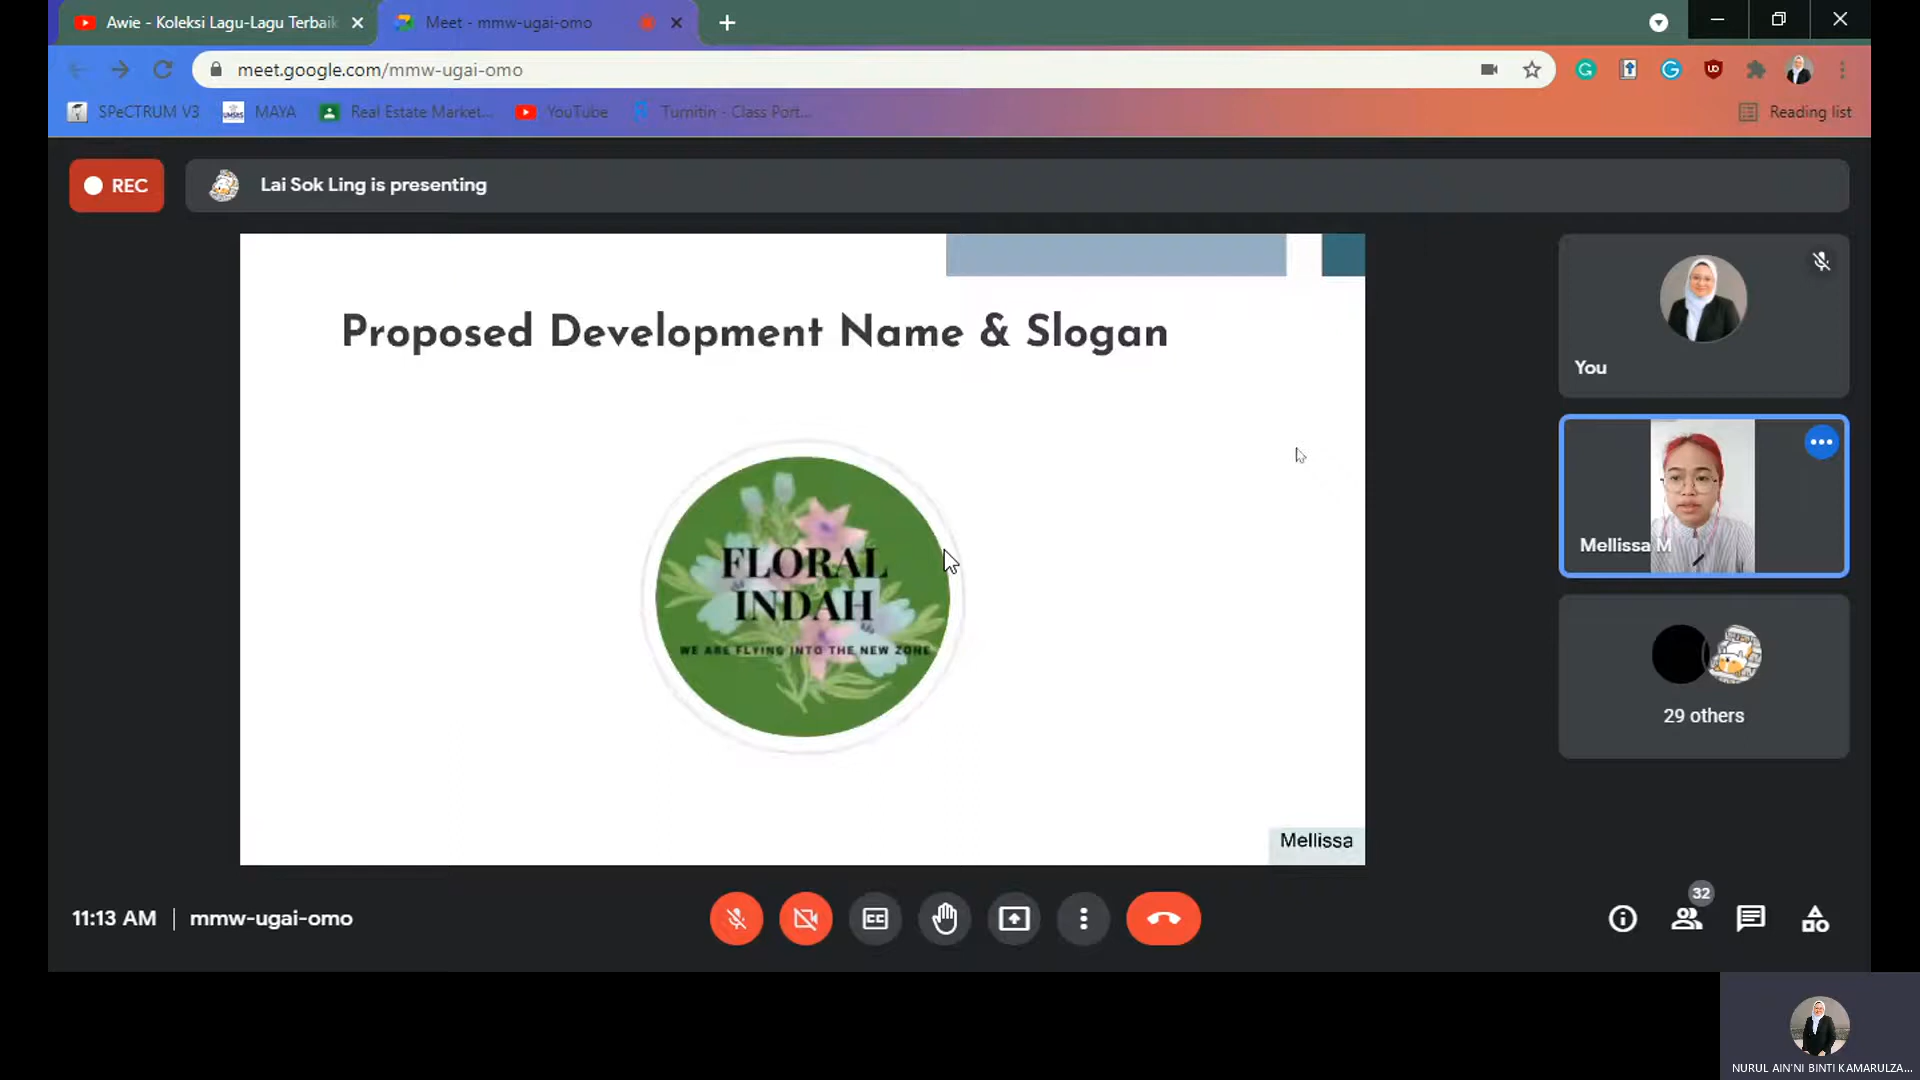 Awie - Koleksi Lagu-Lagu Terbaik
Meet - mmw-ugai-omo
meet.google.com/mmw-ugai-omo
SPeCTRUM V3
MAYA
Real Estate Market...
YouTube
Turnitin - Class Port...
Reading list
REC
Lai Sok Ling is presenting
Proposed Development Name & Slogan
FLORAL
INDAH
WE ARE FLYING INTO THE NEW ZONE
Mellissa
You
Mellissa M
29 others
11:13 AM
mmw-ugai-omo
32
NURUL AIN'NI BINTI KAMARULZA...